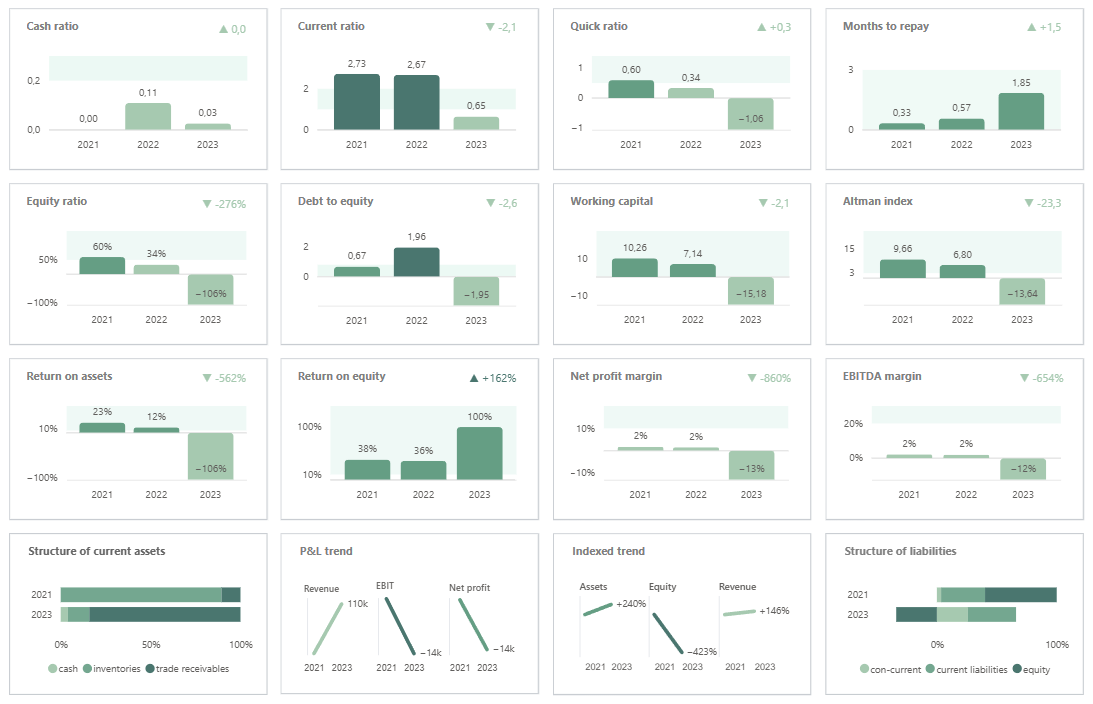 Cash ratio
▲ 0,0
0,2
0,11
0,00
0,03
0,0
2021 2022 2023
Current ratio
▼ -2,1
2,73 2,67
2
0,65
0
2021 2022 2023
Quick ratio
▲ +0,3
1
0,60
0,34
0
−1,06
−1
2021 2022 2023
Months to repay
▲ +1,5
3
1,85
0,57
0,33
0
2021 2022 2023
Equity ratio
▼ -276%
60%
34%
50%
−106%
−100%
2021 2022 2023
Debt to equity
▼ -2,6
1,96
2
0,67
0
−1,95
2021 2022 2023
Working capital
▼ -2,1
10,26
7,14
10
−15,18
−10
2021 2022 2023
Altman index
▼ -23,3
9,66
15
6,80
3
−13,64
2021 2022 2023
Return on assets
▼ -562%
23%
12%
10%
−106%
−100%
2021 2022 2023
Return on equity
▲ +162%
100%
100%
38%
36%
10%
2021 2022 2023
Net profit margin
▼ -860%
10%
2% 2%
−13%
−10%
2021 2022 2023
EBITDA margin
▼ -654%
20%
2% 2%
0%
−12%
2021 2022 2023
Structure of current assets
2021
2023
0% 50% 100%
cash inventories trade receivables
P&L trend
Revenue EBIT Net profit
110k
−14k −14k
2021 2023 2021 2023 2021 2023
Indexed trend
Assets Equity Revenue
+240% +146%
−423%
2021 2023 2021 2023 2021 2023
Structure of liabilities
2021
2023
0% 100%
con-current current liabilities equity